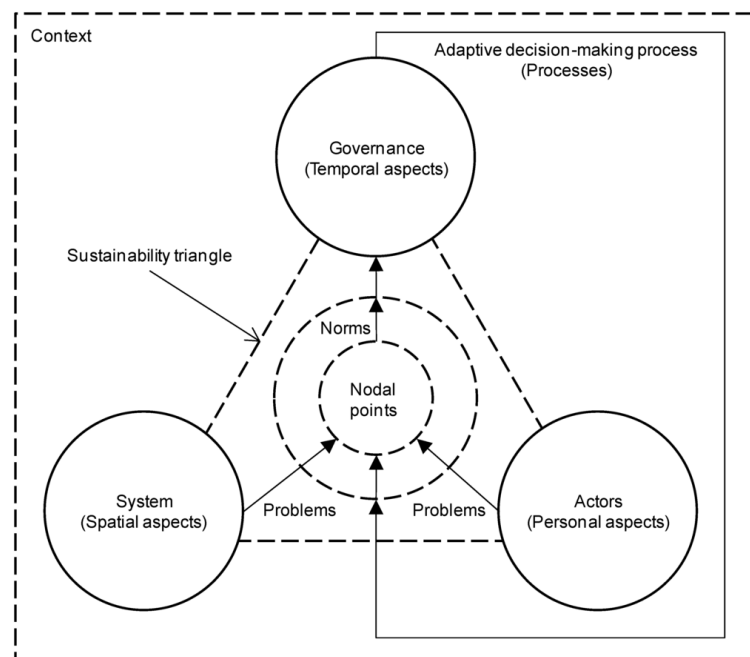 Context
Adaptive decision-making process
(Processes)
Governance
(Temporal aspects)
Sustainability triangle
Norms
Nodal
points
System
(Spatial aspects)
Problems
Problems
Actors
(Personal aspects)